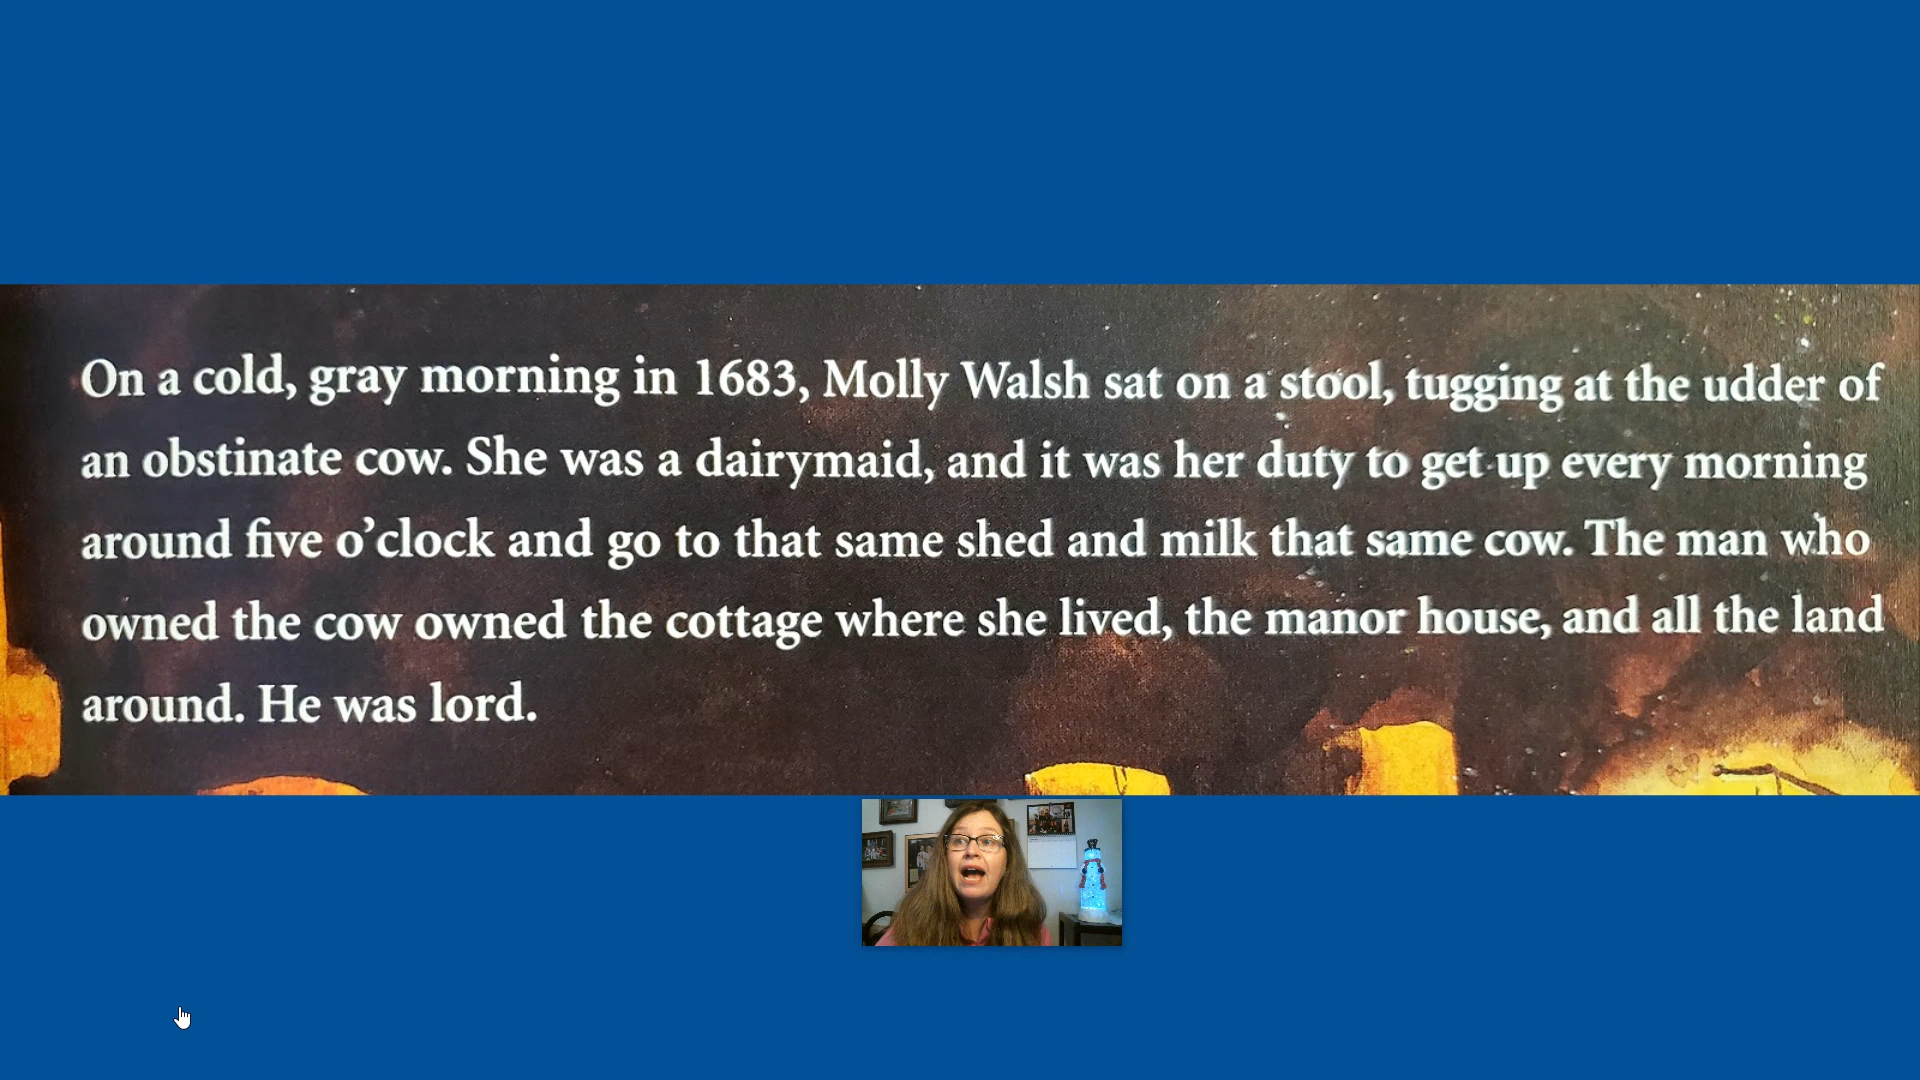 On a cold, gray morning in 1683, Molly Walsh sat on a stool, tugging at the udder of
an obstinate cow. She was a dairymaid, and it was her duty to get up every morning
around five o’clock and go to that same shed and milk that same cow. The man who
owned the cow owned the cottage where she lived, the manor house, and all the land
around. He was lord.